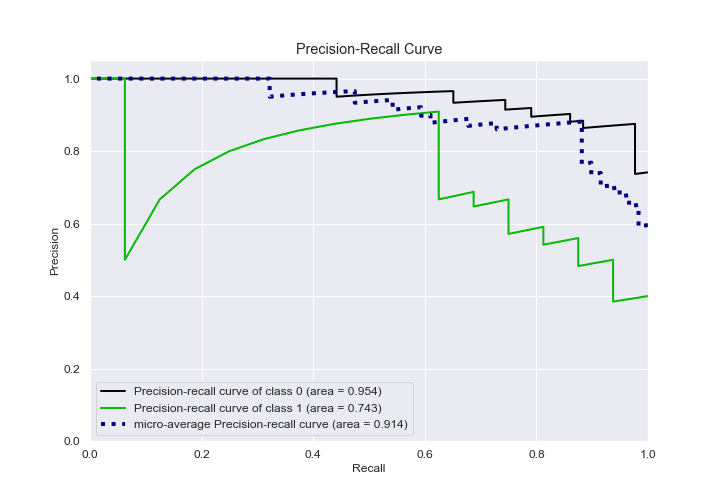 Precision-Recall Curve
1.0
0.8
0.6
0.4
0.2
0.0
Precision
Precision-recall curve of class 0 (area = 0.954)
Precision-recall curve of class 1 (area = 0.743)
micro-average Precision-recall curve (area = 0.914)
0.0 0.2 0.4 0.6 0.8 1.0
Recall